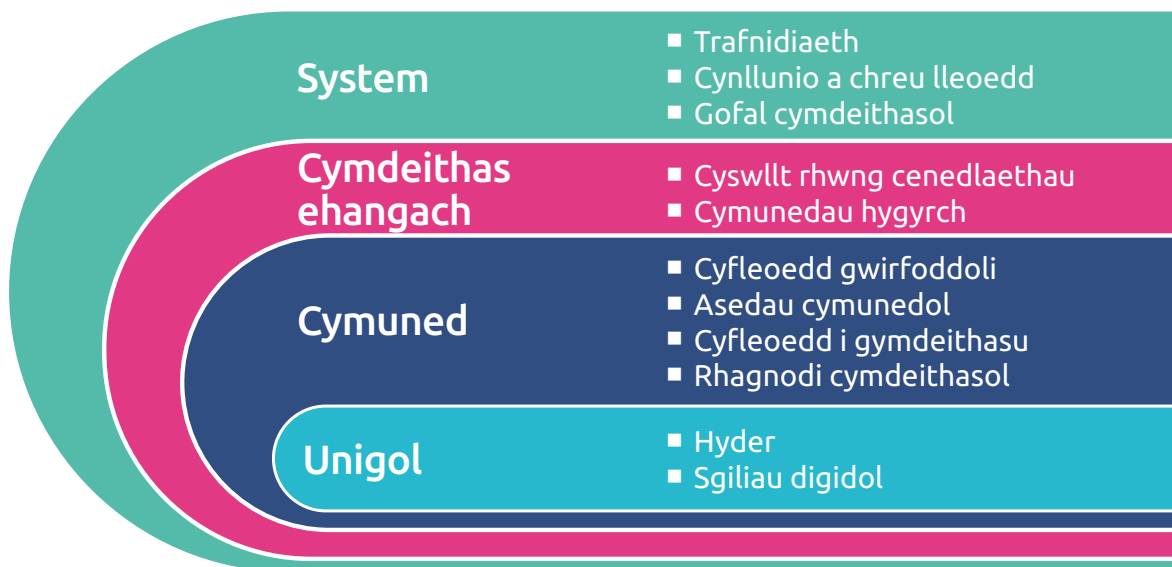 System
■ Trafnidiaeth
■ Cynllunio a chreu lleoedd
■ Gofal cymdeithasol
Cymdeithas
ehangach
■ Cyswllt rhwng cenedlaethau
■ Cymunedau hygyrch
Cymuned
■ Cyfleoedd gwirfoddoli
■ Asedau cymunedol
■ Cyfleoedd i gymdeithasu
■ Rhagnodi cymdeithasol
Unigol
■ Hyder
■ Sgiliau digidol